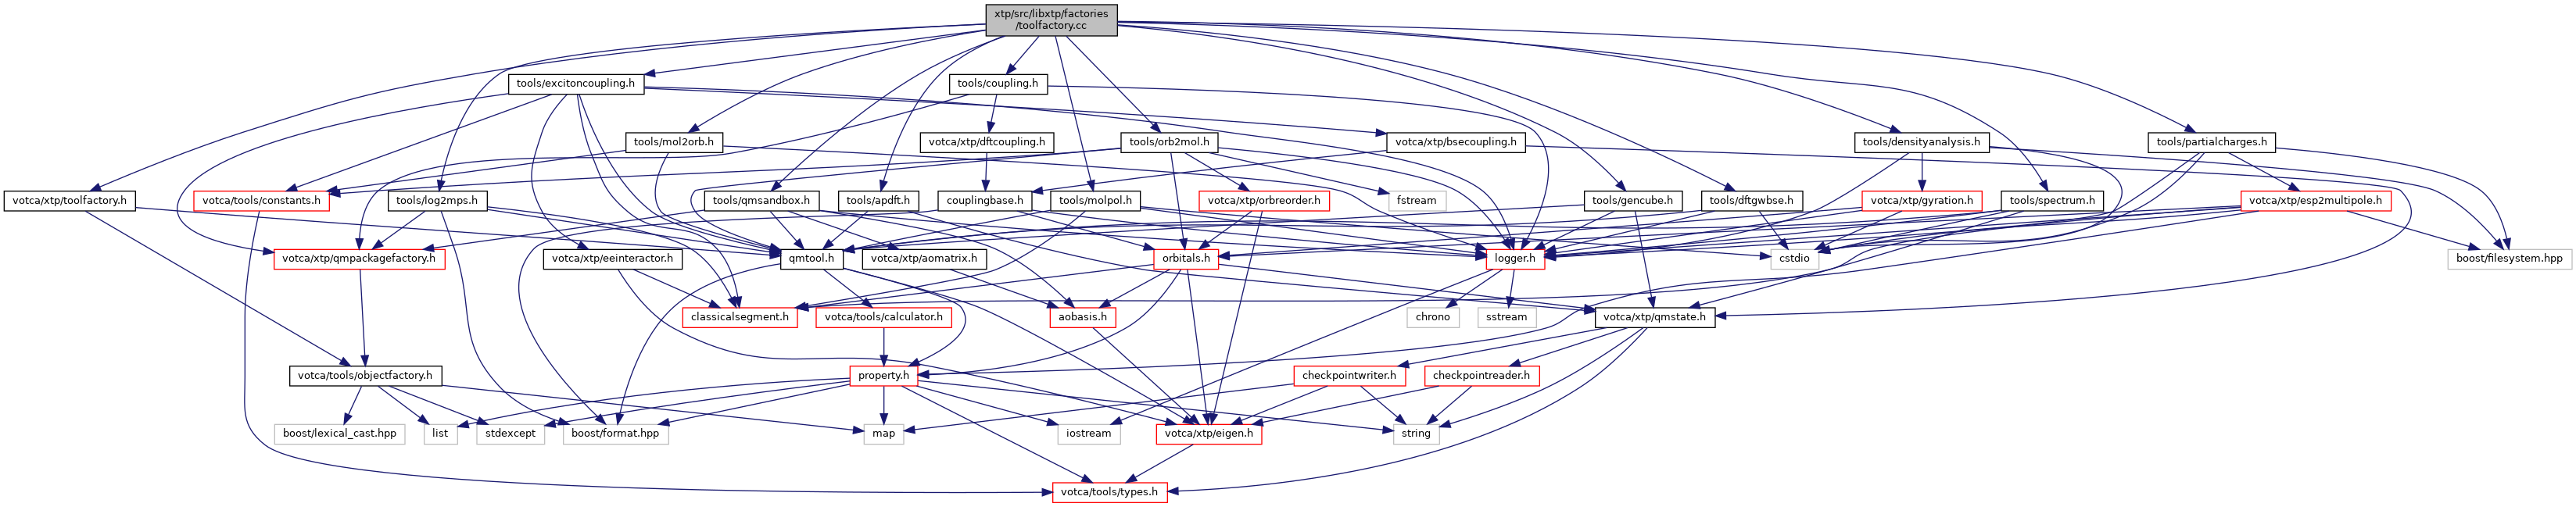 xtp/src/libxtp/factories
/toolfactory.cc
tools/excitoncoupling.h
tools/coupling.h
tools/mol2orb.h
votca/xtp/dftcoupling.h
tools/orb2mol.h
votca/xtp/bsecoupling.h
tools/densityanalysis.h
tools/partialcharges.h
votca/xtp/toolfactory.h
votca/tools/constants.h
tools/log2mps.h
tools/qmsandbox.h
tools/apdft.h
couplingbase.h
tools/molpol.h
votca/xtp/orbreorder.h
fstream
tools/gencube.h
tools/dftgwbse.h
votca/xtp/gyration.h
tools/spectrum.h
votca/xtp/esp2multipole.h
votca/xtp/qmpackagefactory.h
votca/xtp/eeinteractor.h
qmtool.h
votca/xtp/aomatrix.h
orbitals.h
logger.h
cstdio
boost/filesystem.hpp
classicalsegment.h
votca/tools/calculator.h
aobasis.h
chrono
sstream
votca/xtp/qmstate.h
votca/tools/objectfactory.h
property.h
checkpointwriter.h
checkpointreader.h
boost/lexical_cast.hpp
list
stdexcept
boost/format.hpp
map
iostream
votca/xtp/eigen.h
string
votca/tools/types.h